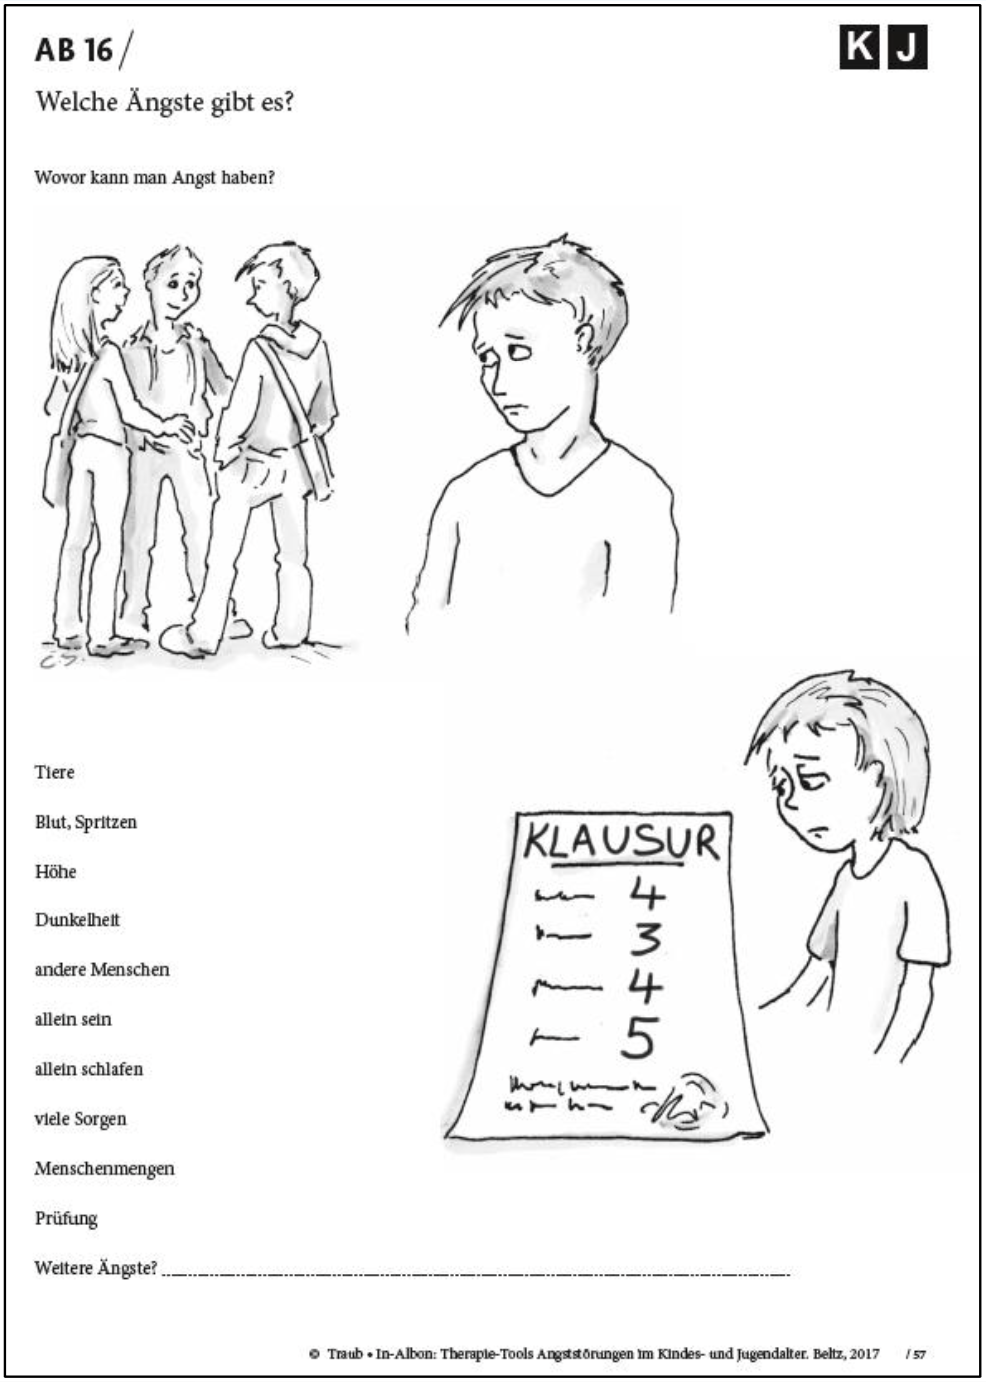 AB 16/
K J
Welche Ängste gibt es?
Wovor kann man Angst haben?
C.S.
Tiere
Blut, Spritzen
Höhe
Dunkelheit
andere Menschen
allein sein
allein schlafen
viele Sorgen
Menschenmengen
Prüfung
Weitere Ängste?
KLAUSUR
4
3
4
5
© Traub • In-Albon: Therapie-Tools Angststörungen im Kindes- und Jugendalter. Beltz, 2017 / 57